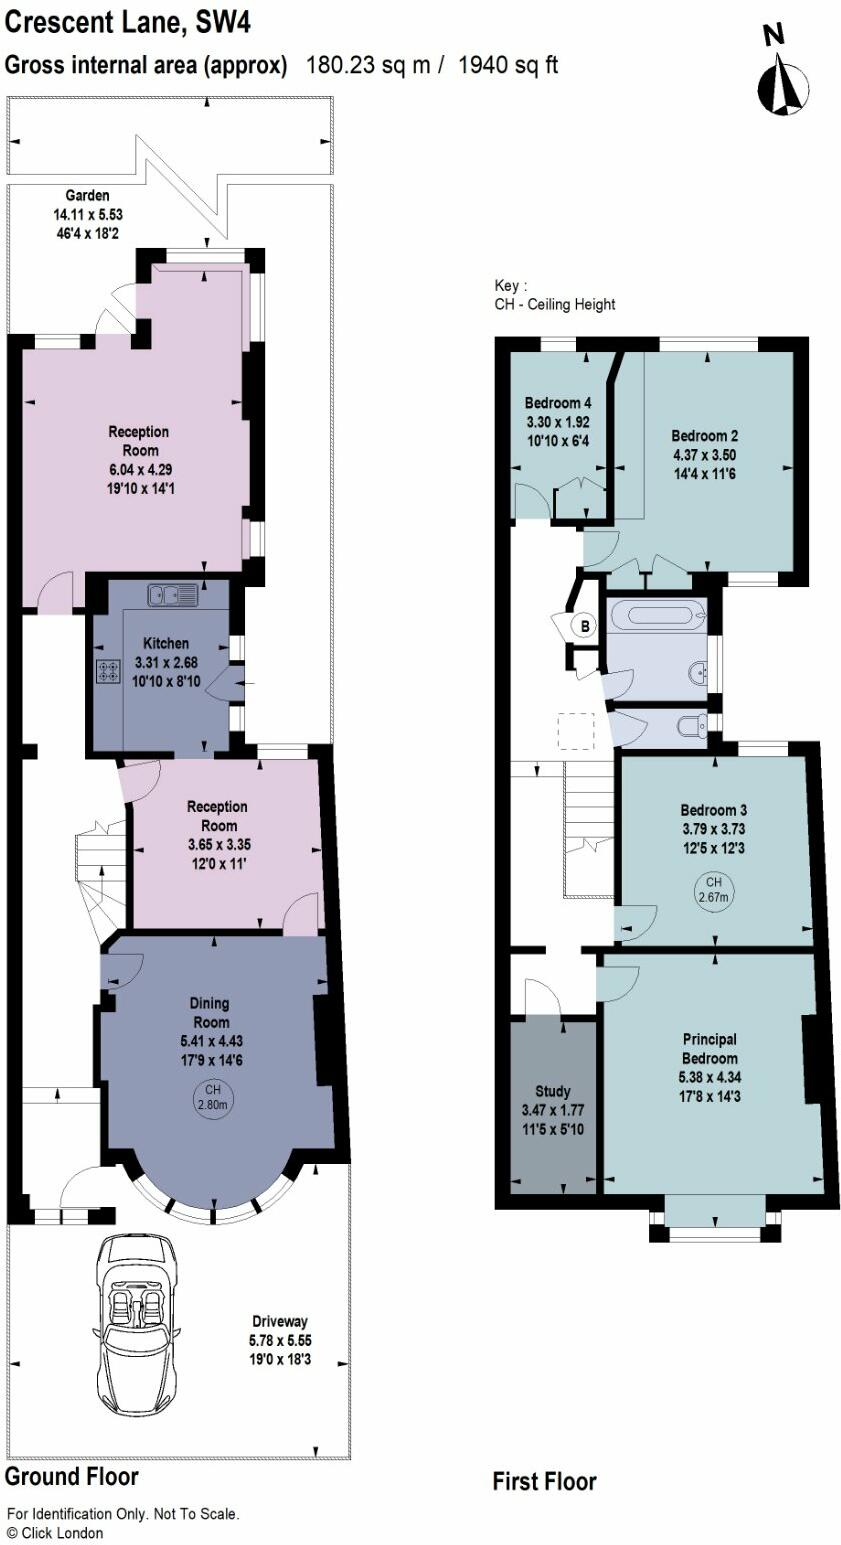 Crescent Lane, SW4
Gross internal area (approx) 180.23 sq m / 1940 sq ft
N
Garden
14.11 x 5.53
46'4 x 18'2
Key :
CH - Ceiling Height
Reception
Room
6.04 x 4.29
19'10 x 14'1
Kitchen
3.31 x 2.68
10'10 x 8'10
Reception
Room
3.65 x 3.35
12'0 x 11'
Dining
Room
5.41 x 4.43
17'9 x 14'6
CH
2.80m
Driveway
5.78 x 5.55
19'0 x 18'3
Ground Floor
Bedroom 4
3.30 x 1.92
10'10 x 6'4
Bedroom 2
4.37 x 3.50
14'4 x 11'6
B
Bedroom 3
3.79 x 3.73
12'5 x 12'3
CH
2.67m
Principal
Bedroom
5.38 x 4.34
17'8 x 14'3
Study
3.47 x 1.77
11'5 x 5'10
First Floor
For Identification Only. Not To Scale.
© Click London